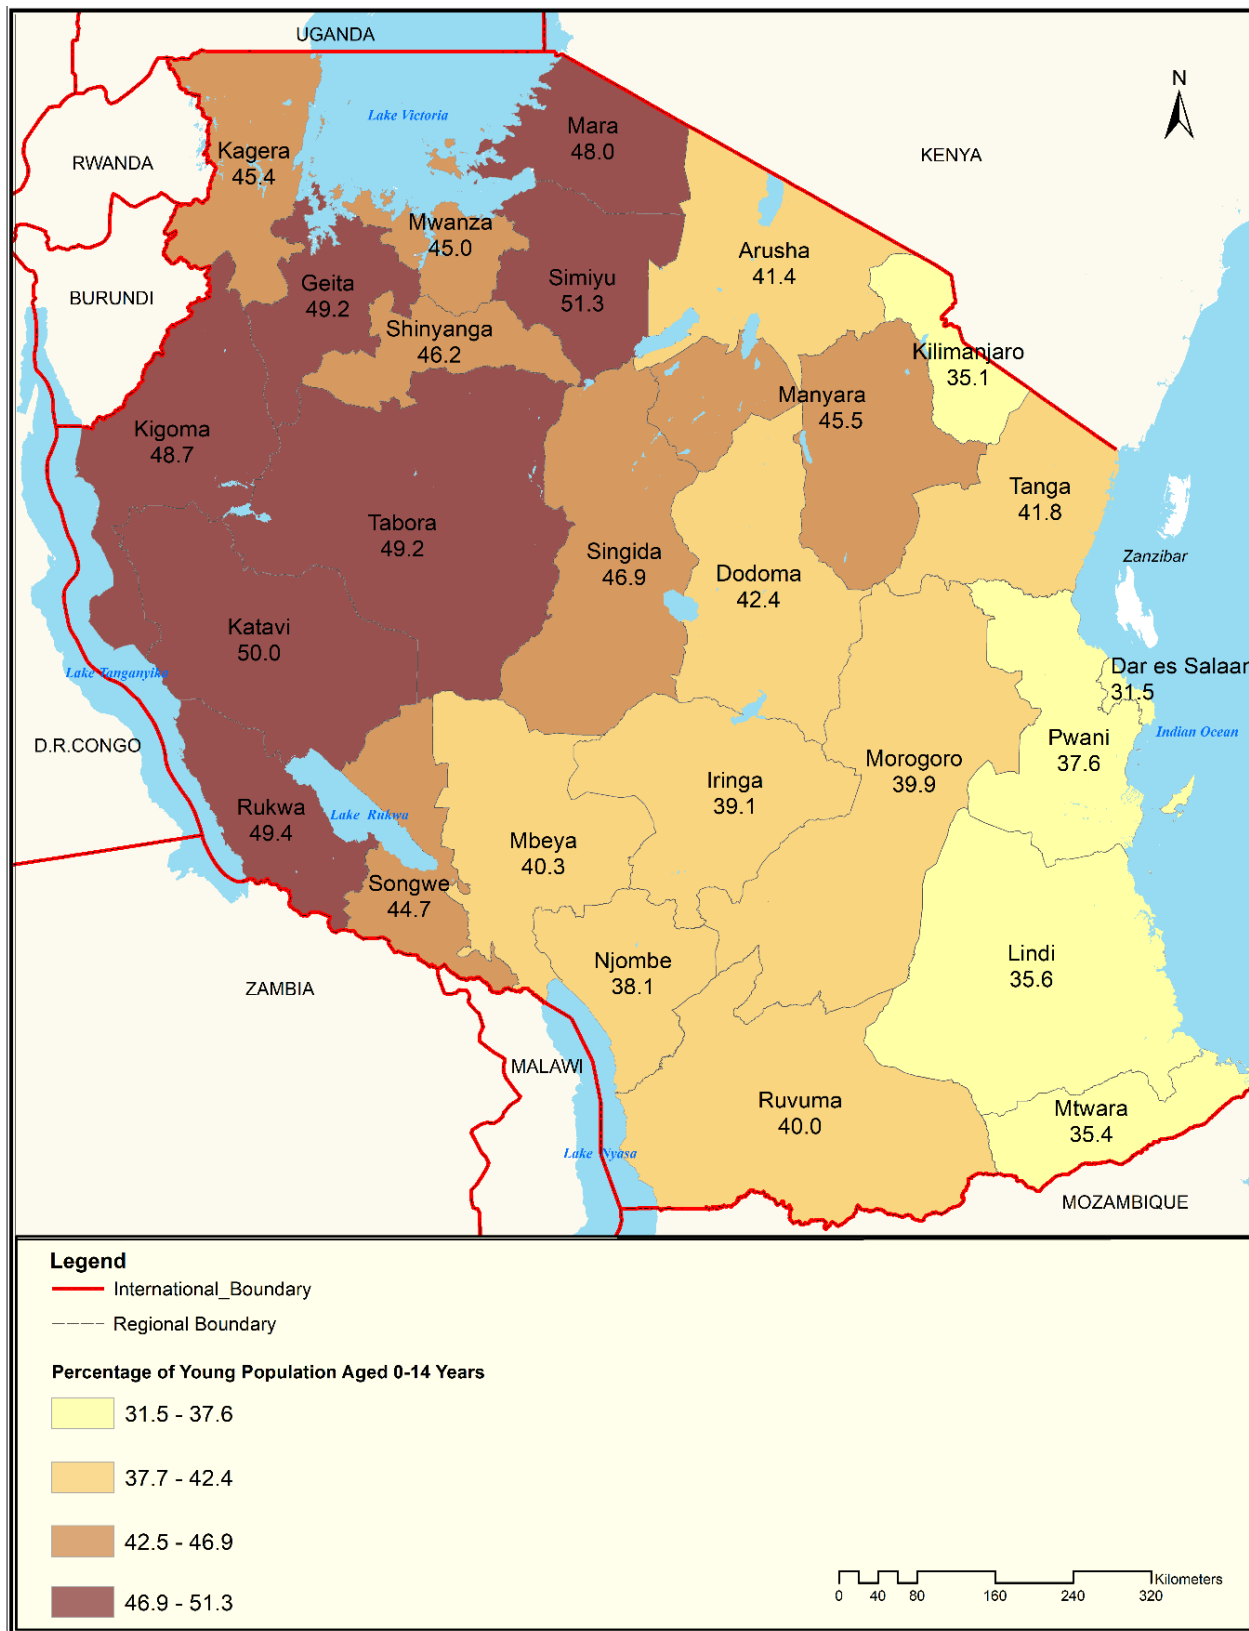 UGANDA
N
Lake Victoria
Mara
48.0
KENYA
RWANDA
Kagera
45.4
Mwanza
45.0
Arusha
41.4
BURUNDI
Geita
49.2
Simiyu
51.3
Shinyanga
46.2
Kilimanjaro
35.1
Manyara
45.5
Kigoma
48.7
Tanga
41.8
Tabora
49.2
Singida
46.9
Dodoma
42.4
Zanzibar
Katavi
50.0
Lake Tanganyika
Dar es Salaam
31.5
D.R.CONGO
Indian Ocean
Pwani
37.6
Morogoro
39.9
Iringa
39.1
Rukwa
49.4
Lake Rukwa
Mbeya
40.3
Songwe
44.7
Njombe
38.1
Lindi
35.6
ZAMBIA
MALAWI
Ruvuma
40.0
Mtwara
35.4
Lake Nyasa
MOZAMBIQUE
Legend
International_Boundary
Regional Boundary
Percentage of Young Population Aged 0-14 Years
31.5 - 37.6
37.7 - 42.4
42.5 - 46.9
46.9 - 51.3
Kilometers
0 40 80 160 240 320